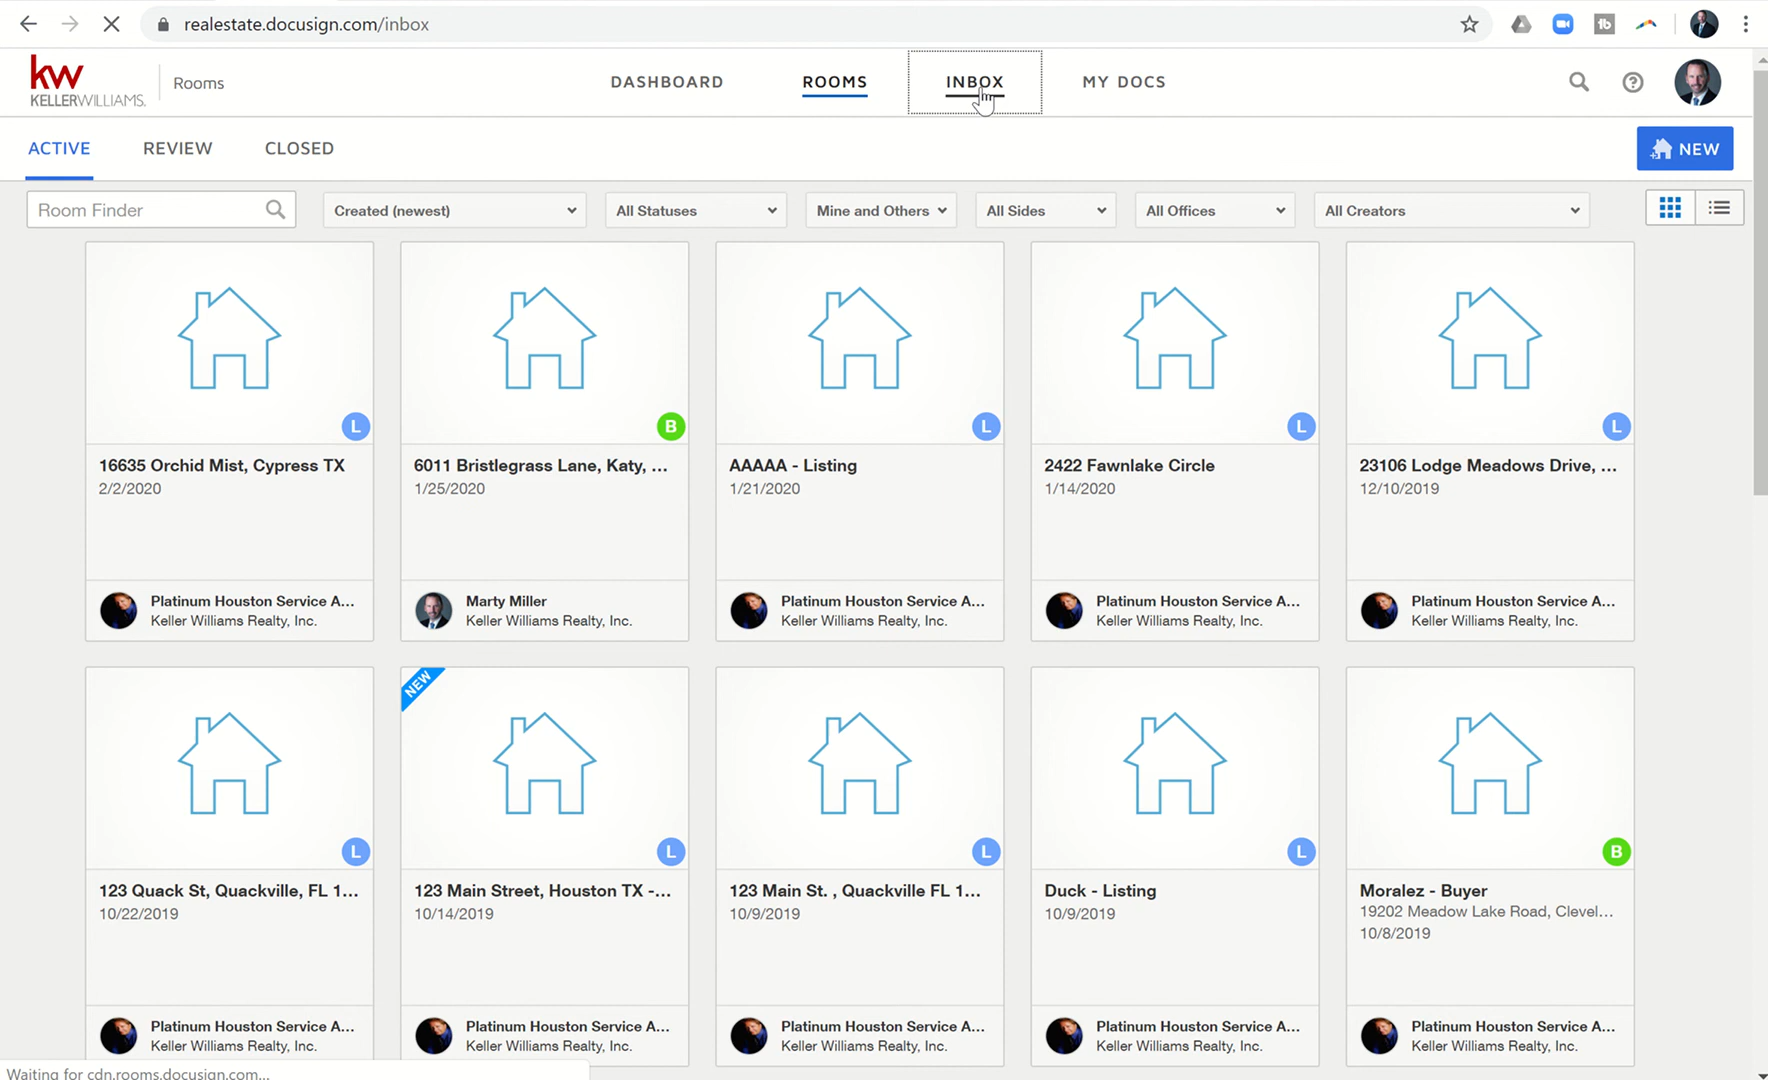 realestate.docusign.com/inbox
tb
kw
KELLERWILLIAMS.
Rooms
DASHBOARD
ROOMS
INBOX
MY DOCS
?
ACTIVE
REVIEW
CLOSED
NEW
Room Finder
Created (newest)
All Statuses
Mine and Others
All Sides
All Offices
All Creators
L
B
L
L
L
16635 Orchid Mist, Cypress TX
2/2/2020
6011 Bristlegrass Lane, Katy, ...
1/25/2020
AAAAA - Listing
1/21/2020
2422 Fawnlake Circle
1/14/2020
23106 Lodge Meadows Drive, ...
12/10/2019
Platinum Houston Service A...
Keller Williams Realty, Inc.
Marty Miller
Keller Williams Realty, Inc.
Platinum Houston Service A...
Keller Williams Realty, Inc.
Platinum Houston Service A...
Keller Williams Realty, Inc.
Platinum Houston Service A...
Keller Williams Realty, Inc.
NEW
L
L
L
L
B
123 Quack St, Quackville, FL 1...
10/22/2019
123 Main Street, Houston TX -...
10/14/2019
123 Main St. , Quackville FL 1...
10/9/2019
Duck - Listing
10/9/2019
Moralez - Buyer
19202 Meadow Lake Road, Clevel...
10/8/2019
Platinum Houston Service A...
Keller Williams Realty, Inc.
Platinum Houston Service A...
Keller Williams Realty, Inc.
Platinum Houston Service A...
Keller Williams Realty, Inc.
Platinum Houston Service A...
Keller Williams Realty, Inc.
Platinum Houston Service A...
Keller Williams Realty, Inc.
Waiting for cdn.rooms.docusign.com...